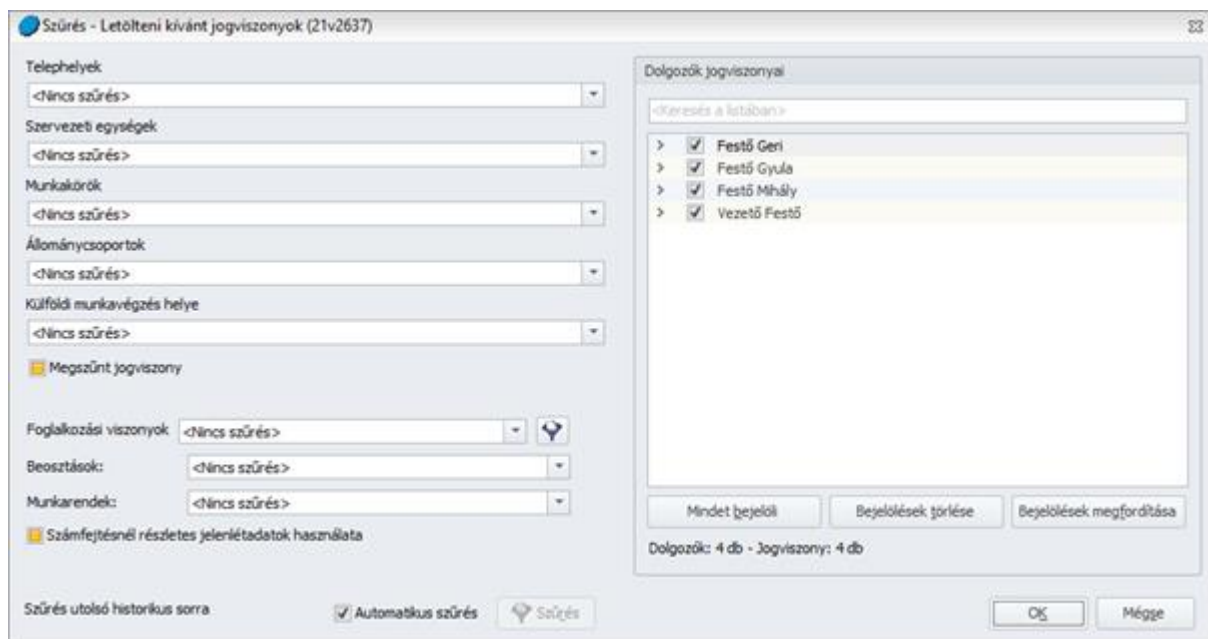 Szűrés - Letölteni kívánt jogviszonyok (21v2637)
Telephelyek
<Nincs szűrés>
Szervezeti egységek
<Nincs szűrés>
Munkakörök
<Nincs szűrés>
Állománycsoportok
<Nincs szűrés>
Külföldi munkavégzés helye
<Nincs szűrés>
Megszűnt jogviszony
Foglalkozási viszonyok <Nincs szűrés>
Beosztások: <Nincs szűrés>
Munkarendek: <Nincs szűrés>
Számfejtésnél részletes jelenlétadatok használata
Szűrés utolsó historikus sorra
Automatikus szűrés
Szűrés
Dolgozók jogviszonyai
<Keresés a listában>
Festő Geri
Festő Gyula
Festő Mihály
Vezető Festő
Mindet bejelöli
Bejelölések törlése
Bejelölések megfordítása
Dolgozók: 4 db - Jogviszony: 4 db
OK
Mégse